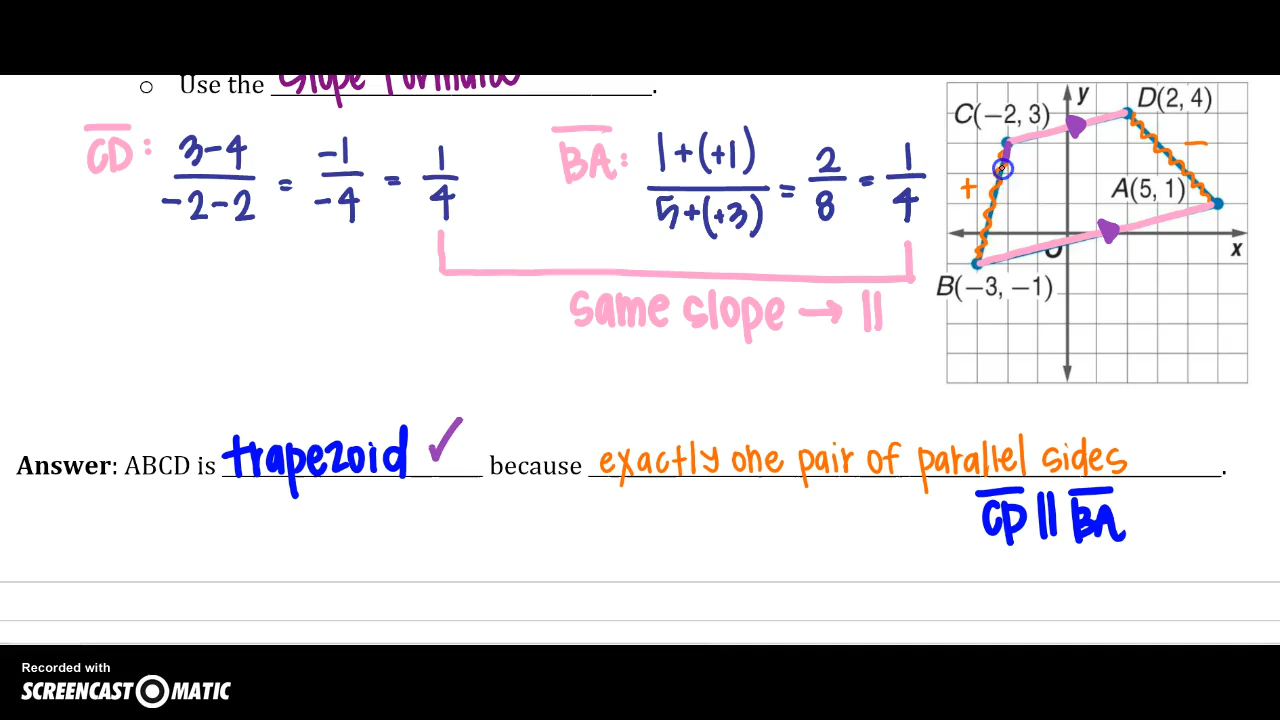 ○ Use the slope formula.
CD: 3-4 / -2-2 = -1 / -4 = 1 / 4
BA: 1+(+1) / 5+(+3) = 2 / 8 = 1 / 4
same slope → ||
y
C(−2, 3)
D(2, 4)
−
+
A(5, 1)
O
x
B(−3, −1)
Answer: ABCD is trapezoid ✓ because exactly one pair of parallel sides.
CD || BA
Recorded with
SCREENCAST-O-MATIC